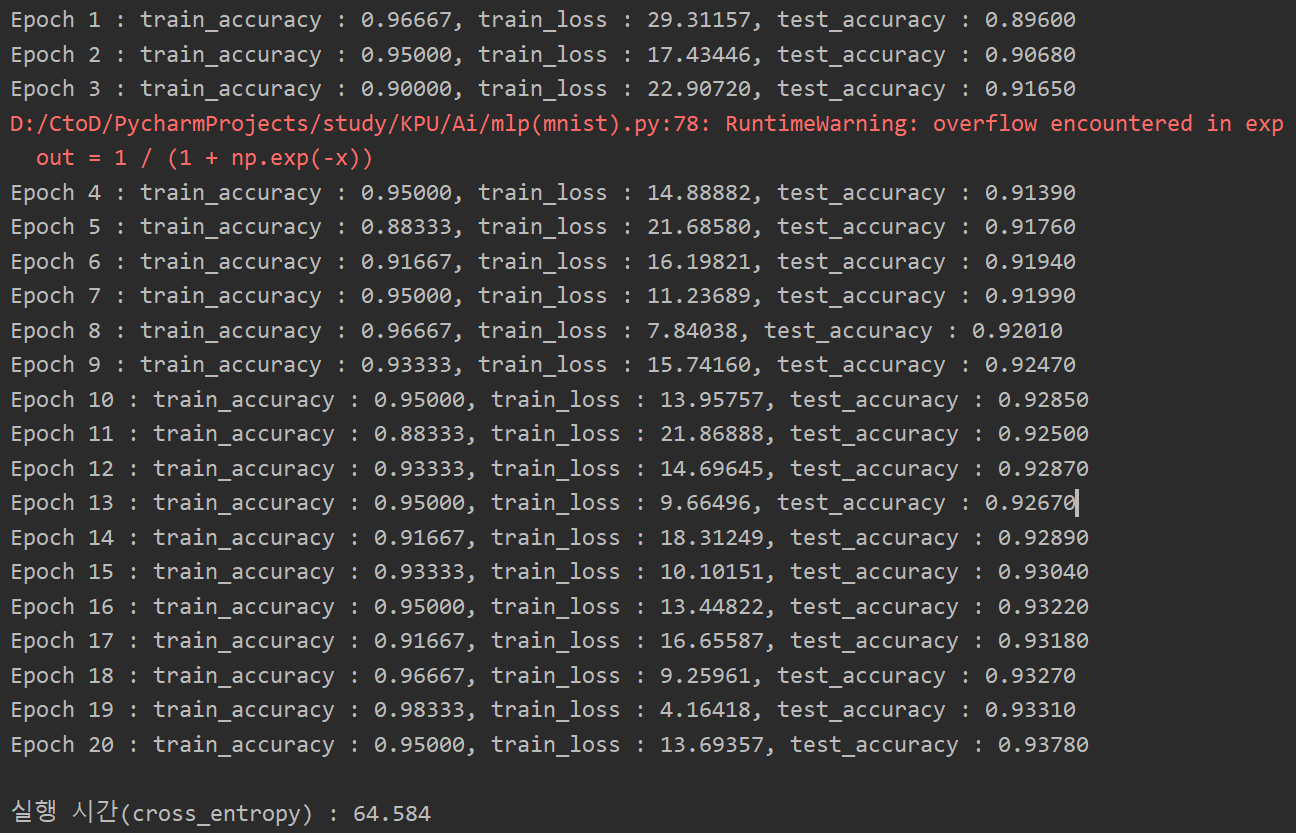 Epoch 1 : train_accuracy : 0.96667, train_loss : 29.31157, test_accuracy : 0.89600
Epoch 2 : train_accuracy : 0.95000, train_loss : 17.43446, test_accuracy : 0.90680
Epoch 3 : train_accuracy : 0.90000, train_loss : 22.90720, test_accuracy : 0.91650
D:/CtoD/PycharmProjects/study/KPU/Ai/mlp(mnist).py:78: RuntimeWarning: overflow encountered in exp
  out = 1 / (1 + np.exp(-x))
Epoch 4 : train_accuracy : 0.95000, train_loss : 14.88882, test_accuracy : 0.91390
Epoch 5 : train_accuracy : 0.88333, train_loss : 21.68580, test_accuracy : 0.91760
Epoch 6 : train_accuracy : 0.91667, train_loss : 16.19821, test_accuracy : 0.91940
Epoch 7 : train_accuracy : 0.95000, train_loss : 11.23689, test_accuracy : 0.91990
Epoch 8 : train_accuracy : 0.96667, train_loss : 7.84038, test_accuracy : 0.92010
Epoch 9 : train_accuracy : 0.93333, train_loss : 15.74160, test_accuracy : 0.92470
Epoch 10 : train_accuracy : 0.95000, train_loss : 13.95757, test_accuracy : 0.92850
Epoch 11 : train_accuracy : 0.88333, train_loss : 21.86888, test_accuracy : 0.92500
Epoch 12 : train_accuracy : 0.93333, train_loss : 14.69645, test_accuracy : 0.92870
Epoch 13 : train_accuracy : 0.95000, train_loss : 9.66496, test_accuracy : 0.92670
Epoch 14 : train_accuracy : 0.91667, train_loss : 18.31249, test_accuracy : 0.92890
Epoch 15 : train_accuracy : 0.93333, train_loss : 10.10151, test_accuracy : 0.93040
Epoch 16 : train_accuracy : 0.95000, train_loss : 13.44822, test_accuracy : 0.93220
Epoch 17 : train_accuracy : 0.91667, train_loss : 16.65587, test_accuracy : 0.93180
Epoch 18 : train_accuracy : 0.96667, train_loss : 9.25961, test_accuracy : 0.93270
Epoch 19 : train_accuracy : 0.98333, train_loss : 4.16418, test_accuracy : 0.93310
Epoch 20 : train_accuracy : 0.95000, train_loss : 13.69357, test_accuracy : 0.93780
실행 시간(cross_entropy) : 64.584